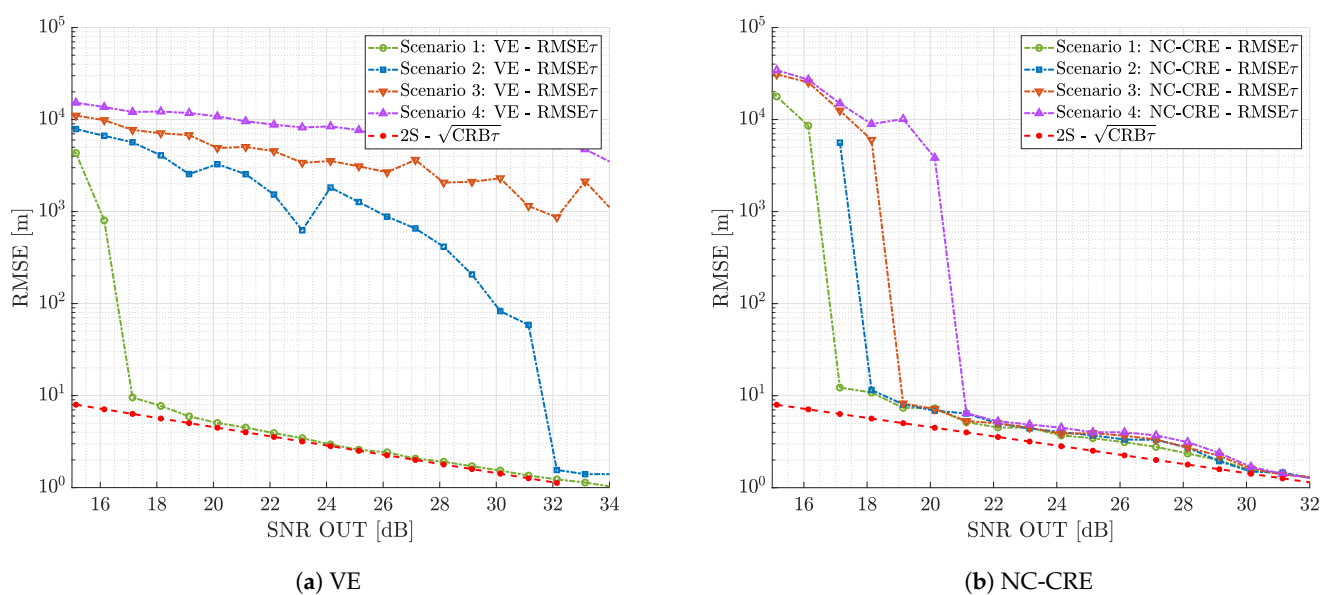 10^5
10^4
10^3
10^2
10^1
10^0
RMSE [m]
Scenario 1: VE - RMSEτ
Scenario 2: VE - RMSEτ
Scenario 3: VE - RMSEτ
Scenario 4: VE - RMSEτ
2S - √CRBτ
16 18 20 22 24 26 28 30 32 34
SNR OUT [dB]
(a) VE
10^5
10^4
10^3
10^2
10^1
10^0
RMSE [m]
Scenario 1: NC-CRE - RMSEτ
Scenario 2: NC-CRE - RMSEτ
Scenario 3: NC-CRE - RMSEτ
Scenario 4: NC-CRE - RMSEτ
2S - √CRBτ
16 18 20 22 24 26 28 30 32
SNR OUT [dB]
(b) NC-CRE